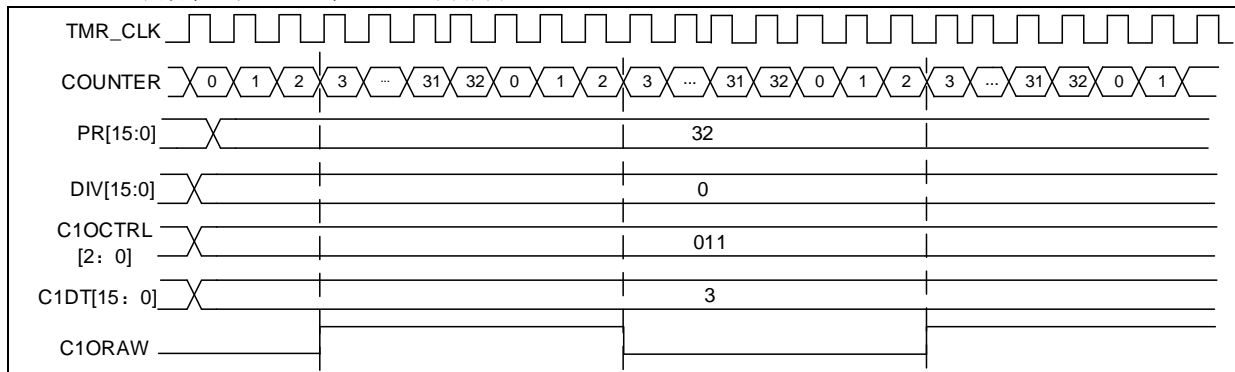 TMR_CLK
COUNTER 0 1 2 3 ... 31 32 0 1 2 3 ... 31 32 0 1 2 3 ... 31 32 0 1
PR[15:0] 32
DIV[15:0] 0
C1OCTRL
[2：0] 011
C1DT[15：0] 3
C1ORAW